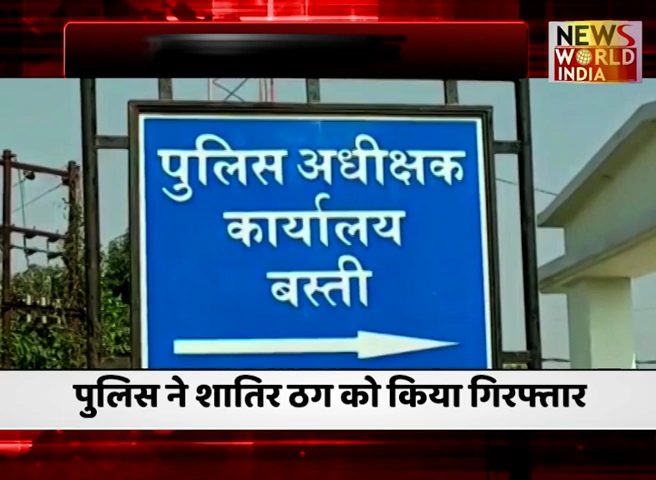 NEWS
WORLD
INDIA
पुलिस अधीक्षक
कार्यालय
बस्ती
पुलिस ने शातिर ठग को किया गिरफ्तार